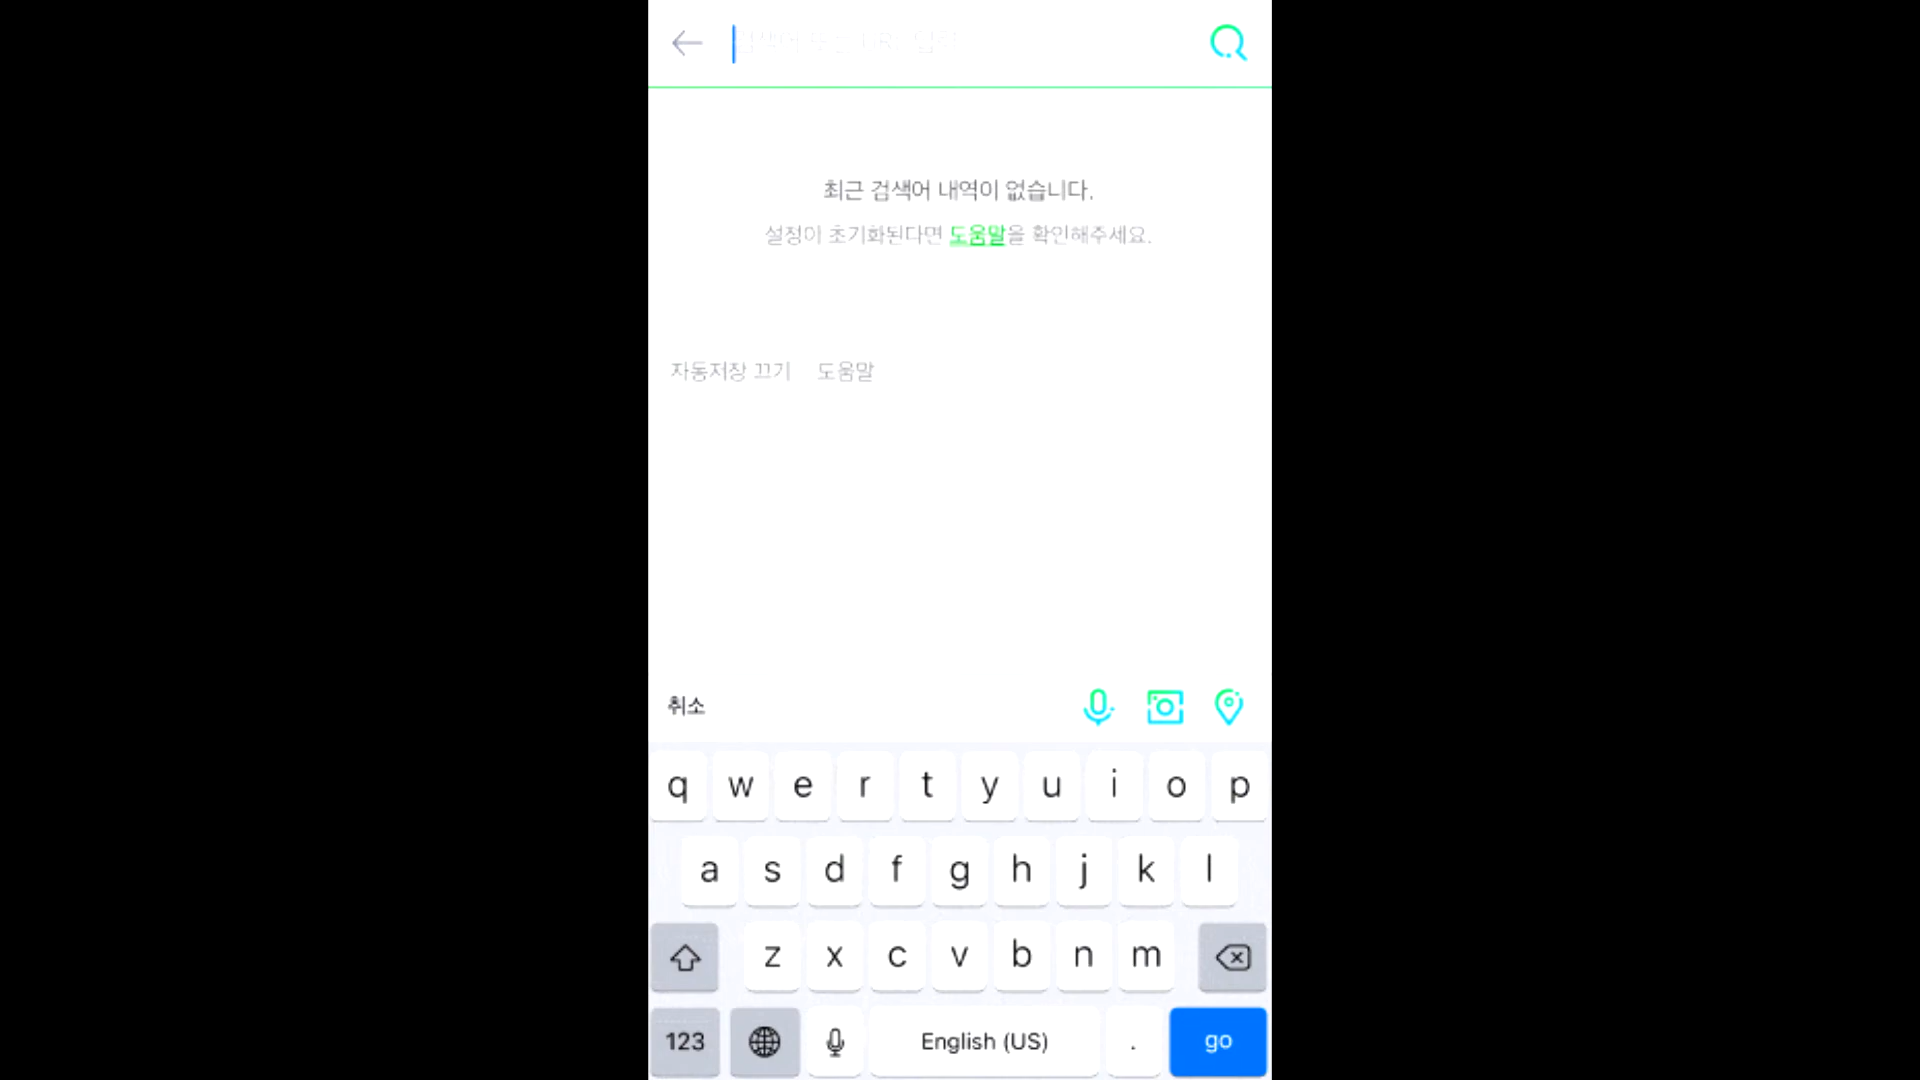 최근 검색어 내역이 없습니다.
설정이 초기화된다면 도움말을 확인해주세요.
자동저장 끄기 도움말
취소
q w e r t y u i o p
a s d f g h j k l
z x c v b n m
123 English (US) . go